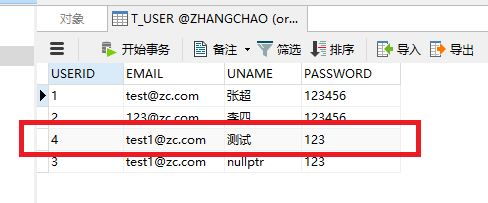 对象
T_USER @ZHANGCHAO (or...
开始事务
备注
筛选
排序
导入
导出
USERID EMAIL UNAME PASSWORD
1 test@zc.com 张超 123456
2 123@zc.com 李四 123456
4 test1@zc.com 测试 123
3 test1@zc.com nullptr 123